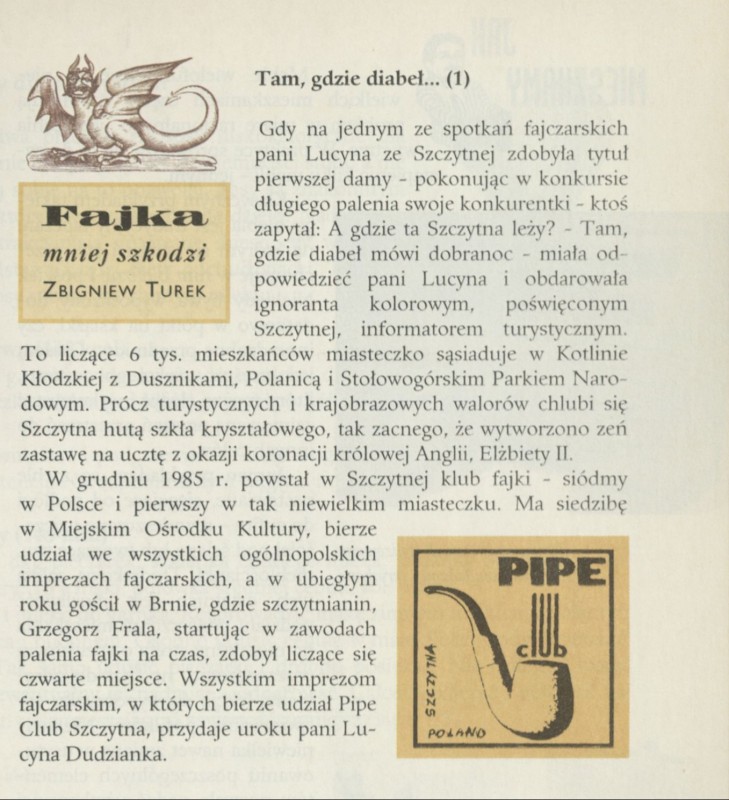 Tam, gdzie diabeł... (1)
Fajka
mniej szkodzi
ZBIGNIEW TUREK
Gdy na jednym ze spotkań fajczarskich
pani Lucyna ze Szczytnej zdobyła tytuł
pierwszej damy - pokonując w konkursie
długiego palenia swoje konkurentki - ktoś
zapytał: A gdzie ta Szczytna leży? - Tam,
gdzie diabeł mówi dobranoc - miała od-
powiedzieć pani Lucyna i obdarowała
ignoranta kolorowym, poświęconym
Szczytnej, informatorem turystycznym.
To liczące 6 tys. mieszkańców miasteczko sąsiaduje w Kotlinie
Kłodzkiej z Dusznikami, Polanicą i Stołowogórskim Parkiem Naro-
dowym. Prócz turystycznych i krajobrazowych walorów chlubi się
Szczytna hutą szkła kryształowego, tak zacnego, że wytworzono zeń
zastawę na ucztę z okazji koronacji królowej Anglii, Elżbiety II.
W grudniu 1985 r. powstał w Szczytnej klub fajki - siódmy
w Polsce i pierwszy w tak niewielkim miasteczku. Ma siedzibę
w Miejskim Ośrodku Kultury, bierze
udział we wszystkich ogólnopolskich
imprezach fajczarskich, a w ubiegłym
roku gościł w Brnie, gdzie szczytnianin,
Grzegorz Frala, startując w zawodach
palenia fajki na czas, zdobył liczące się
czwarte miejsce. Wszystkim imprezom
fajczarskim, w których bierze udział Pipe
Club Szczytna, przydaje uroku pani Lu-
cyna Dudzianka.
PIPE
club
SZCZYTNA
POLAND